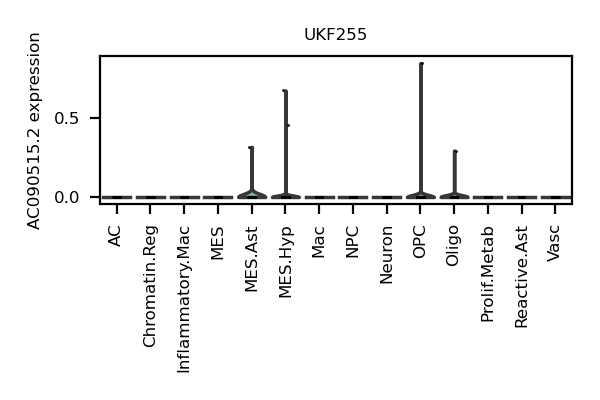 UKF255
AC090515.2 expression
0.5
0.0
AC
Chromatin.Reg
Inflammatory.Mac
MES
MES.Ast
MES.Hyp
Mac
NPC
Neuron
OPC
Oligo
Prolif.Metab
Reactive.Ast
Vasc